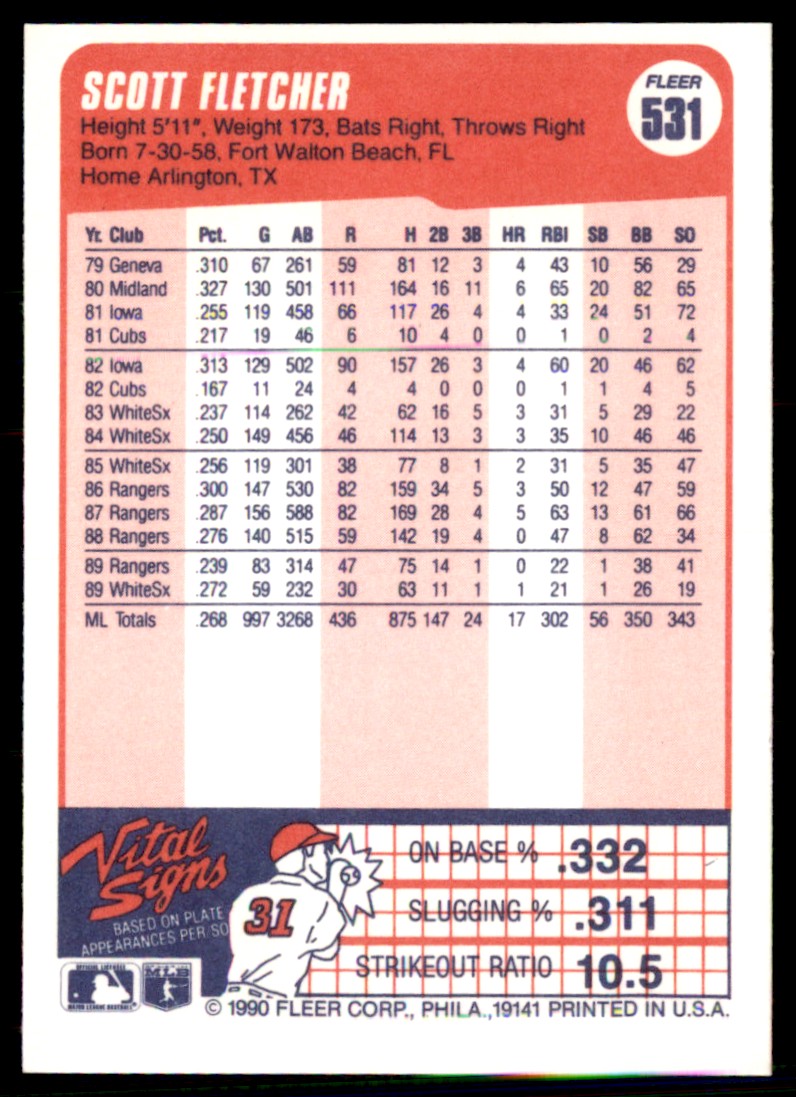 SCOTT FLETCHER
FLEER
531
Height 5'11", Weight 173, Bats Right, Throws Right
Born 7-30-58, Fort Walton Beach, FL
Home Arlington, TX
Yr. Club Pct. G AB R H 2B 3B HR RBI SB BB SO
79 Geneva .310 67 261 59 81 12 3 4 43 10 56 29
80 Midland .327 130 501 111 164 16 11 6 65 20 82 65
81 Iowa .255 119 458 66 117 26 4 4 33 24 51 72
81 Cubs .217 19 46 6 10 4 0 0 1 0 2 4
82 Iowa .313 129 502 90 157 26 3 4 60 20 46 62
82 Cubs .167 11 24 4 4 0 0 0 1 1 4 5
83 WhiteSx .237 114 262 42 62 16 5 3 31 5 29 22
84 WhiteSx .250 149 456 46 114 13 3 3 35 10 46 46
85 WhiteSx .256 119 301 38 77 8 1 2 31 5 35 47
86 Rangers .300 147 530 82 159 34 5 3 50 12 47 59
87 Rangers .287 156 588 82 169 28 4 5 63 13 61 66
88 Rangers .276 140 515 59 142 19 4 0 47 8 62 34
89 Rangers .239 83 314 47 75 14 1 0 22 1 38 41
89 WhiteSx .272 59 232 30 63 11 1 1 21 1 26 19
ML Totals .268 997 3268 436 875 147 24 17 302 56 350 343
Vital
Signs
BASED ON PLATE
APPEARANCES PER/SO
31
ON BASE % .332
SLUGGING % .311
STRIKEOUT RATIO 10.5
OFFICIAL LICENSEE
MAJOR LEAGUE BASEBALL
© 1990 FLEER CORP., PHILA.,19141 PRINTED IN U.S.A.